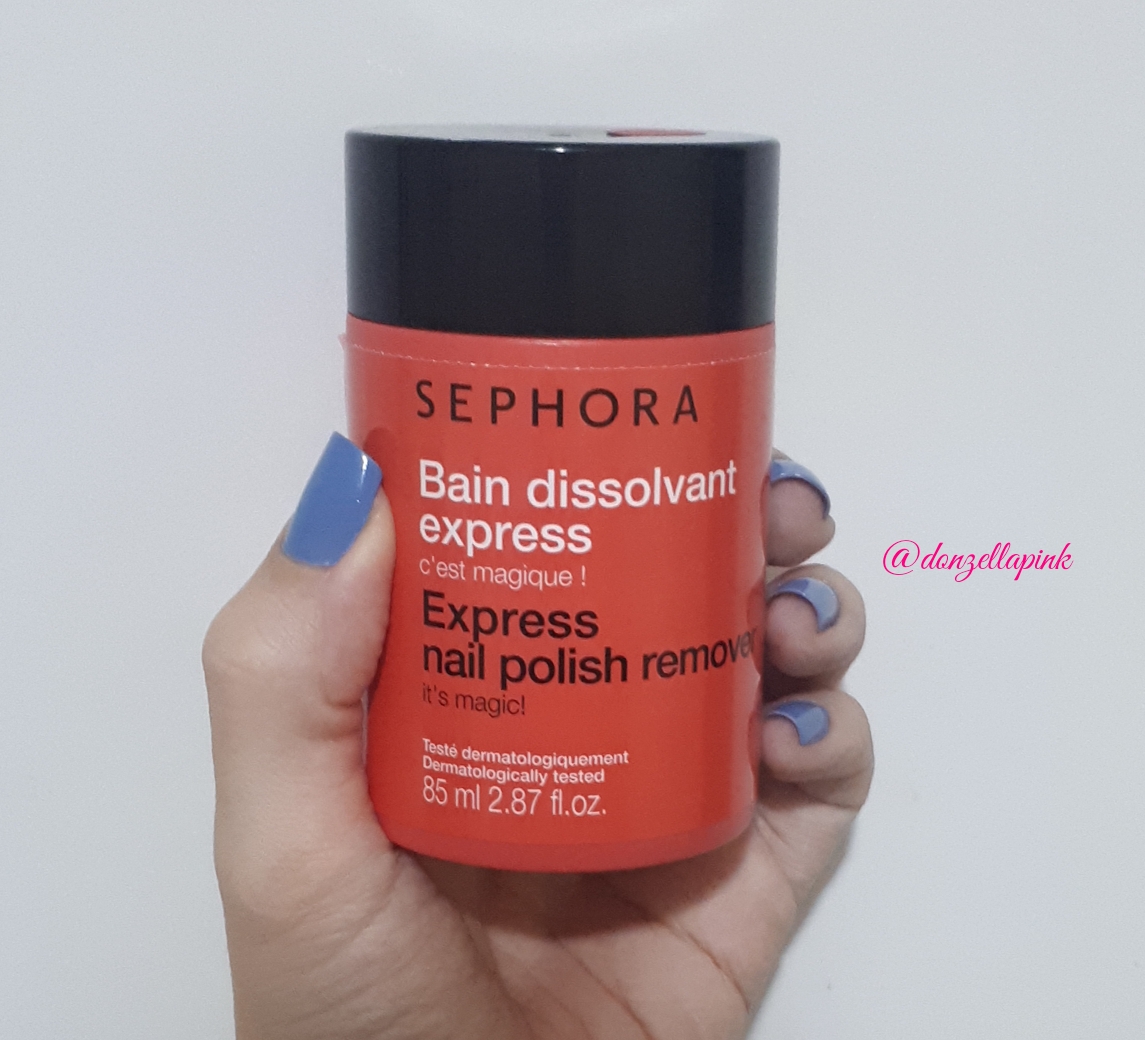 SEPHORA
Bain dissolvant
express
c'est magique !
Express
nail polish remover
it's magic!
Testé dermatologiquement
Dermatologically tested
85 ml 2.87 fl.oz.
@donzellapink